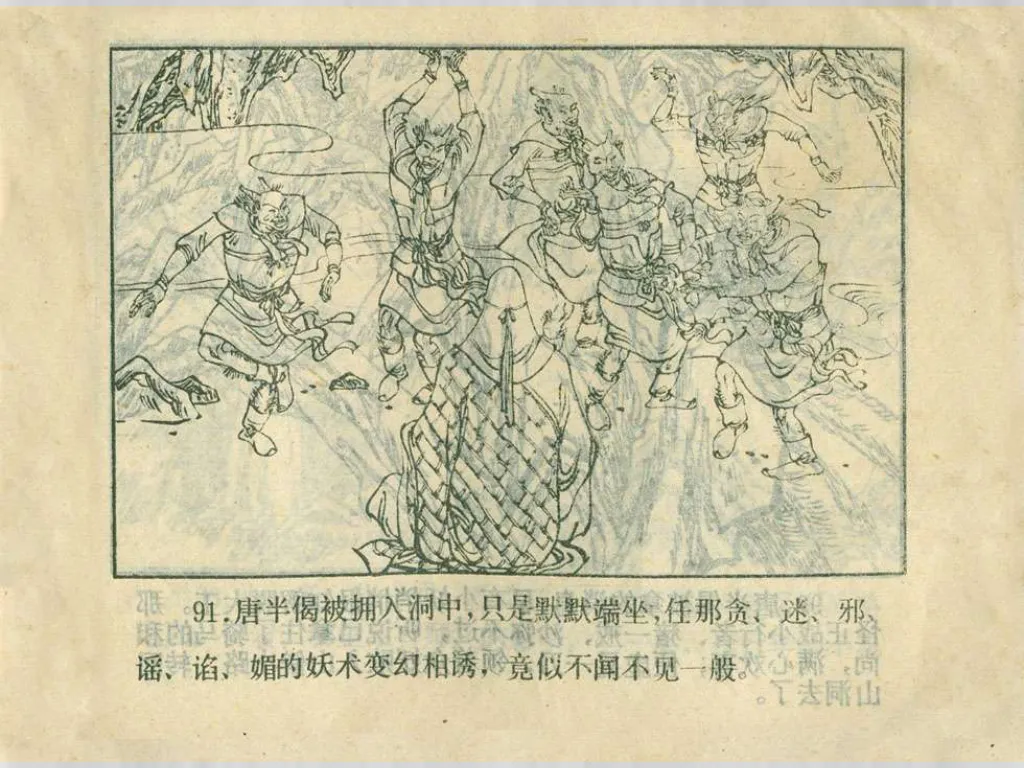 91.唐半偈被拥入洞中,只是默默端坐,任那贪、迷、邪、
谣、谄、媚的妖术变幻相诱,竟似不闻不见一般。